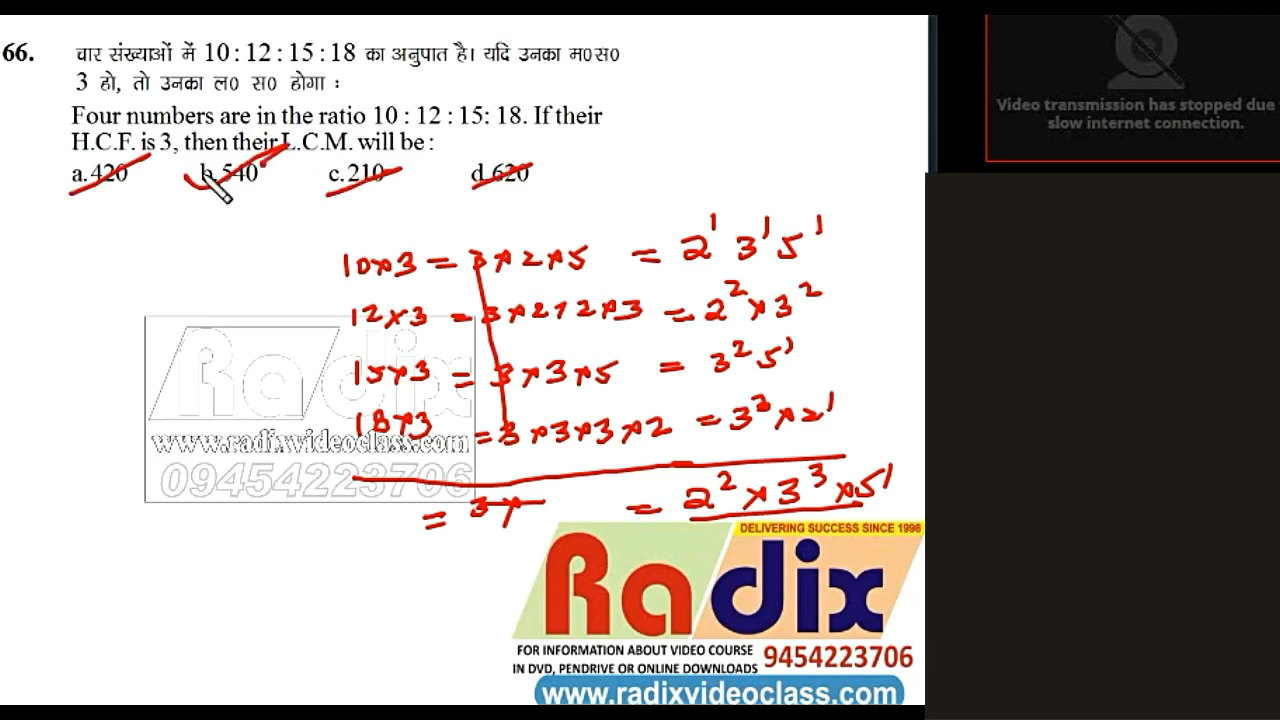 66. चार संख्याओं में 10 : 12 : 15 : 18 का अनुपात है। यदि उनका म०स०
3 हो, तो उनका ल० स० होगा :
Four numbers are in the ratio 10 : 12 : 15: 18. If their
H.C.F. is 3, then their L.C.M. will be :
a.420 b.540 c.210 d.620
10×3 = 3×2×5 = 2¹ 3¹ 5¹
12×3 = 3×2×2×3 = 2²×3²
15×3 = 3×3×5 = 3² 5¹
18×3 = 3×3×3×2 = 3³×2¹
= 3× = 2²×3³×5¹
Radix
www.radixvideoclass.com
09454223706
DELIVERING SUCCESS SINCE 1998
Radix
FOR INFORMATION ABOUT VIDEO COURSE
IN DVD, PENDRIVE OR ONLINE DOWNLOADS 9454223706
www.radixvideoclass.com
Video transmission has stopped due
slow internet connection.